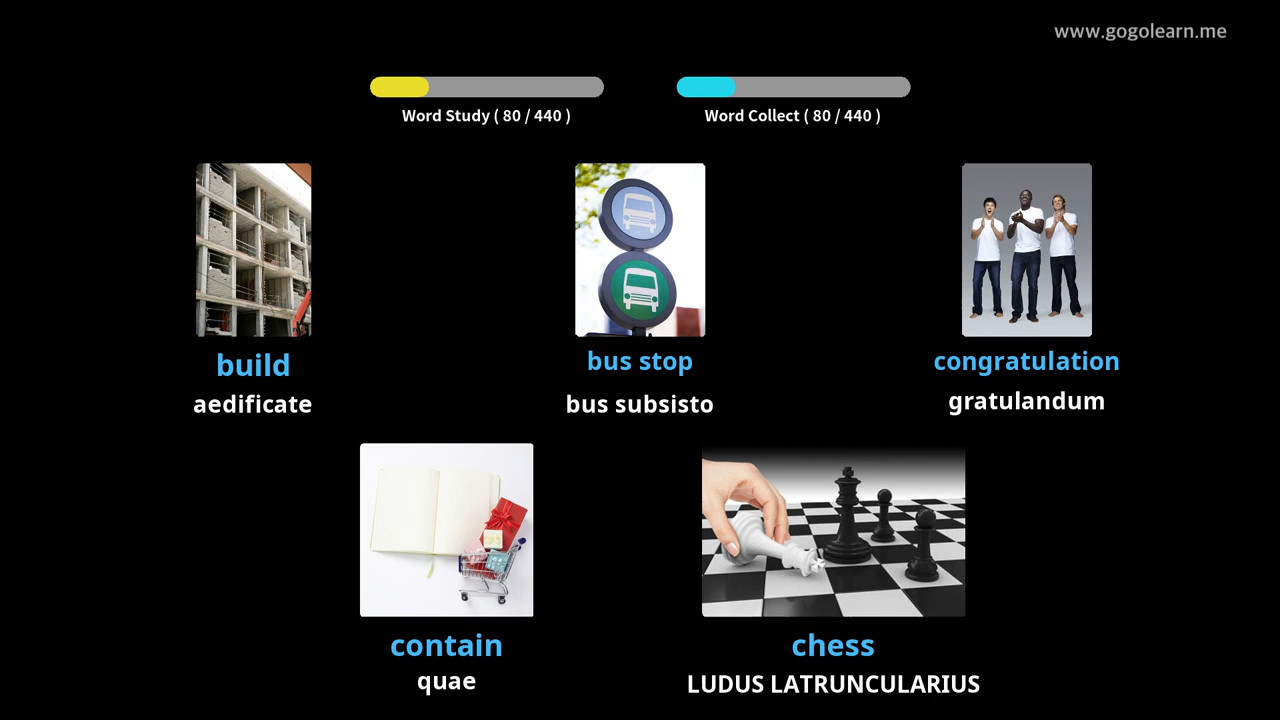 www.gogolearn.me
Word Study ( 80 / 440 )
Word Collect ( 80 / 440 )
build
aedificate
bus stop
bus subsisto
congratulation
gratulandum
contain
quae
chess
LUDUS LATRUNCULARIUS